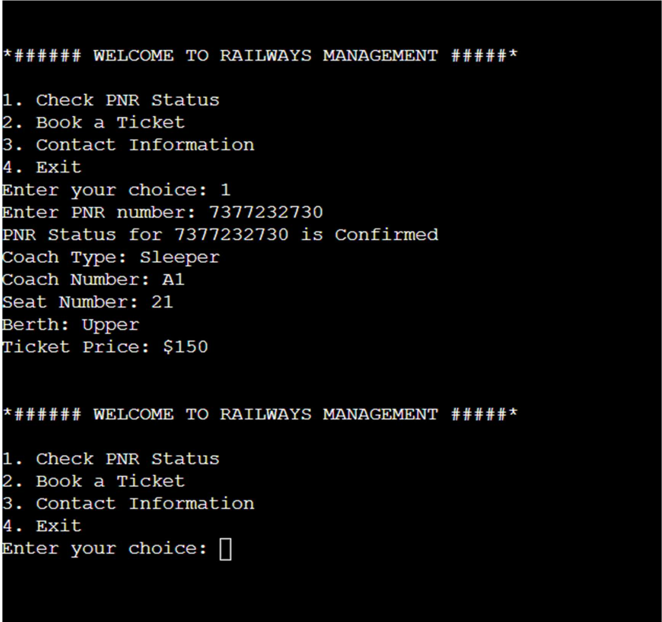 *###### WELCOME TO RAILWAYS MANAGEMENT #####*
1. Check PNR Status
2. Book a Ticket
3. Contact Information
4. Exit
Enter your choice: 1
Enter PNR number: 7377232730
PNR Status for 7377232730 is Confirmed
Coach Type: Sleeper
Coach Number: A1
Seat Number: 21
Berth: Upper
Ticket Price: $150
*###### WELCOME TO RAILWAYS MANAGEMENT #####*
1. Check PNR Status
2. Book a Ticket
3. Contact Information
4. Exit
Enter your choice: